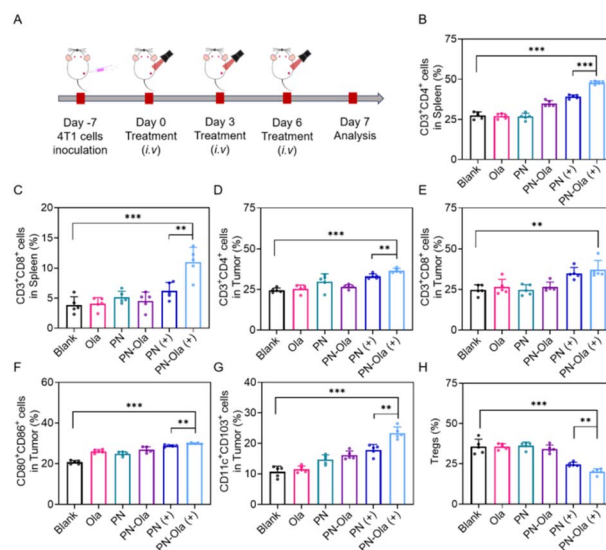 A
Day -7
4T1 cells
inoculation
Day 0
Treatment
(i.v)
Day 3
Treatment
(i.v)
Day 6
Treatment
(i.v)
Day 7
Analysis
B
CD3⁺CD4⁺ cells
in Spleen (%)
75
50
25
0
***
***
Blank
Ola
PN
PN-Ola
PN (+)
PN-Ola (+)
C
CD3⁺CD8⁺ cells
in Spleen (%)
20
15
10
5
0
***
**
Blank
Ola
PN
PN-Ola
PN (+)
PN-Ola (+)
D
CD3⁺CD4⁺ cells
in Tumor (%)
75
50
25
0
***
**
Blank
Ola
PN
PN-Ola
PN (+)
PN-Ola (+)
E
CD3⁺CD8⁺ cells
in Tumor (%)
75
50
25
0
**
Blank
Ola
PN
PN-Ola
PN (+)
PN-Ola (+)
F
CD80⁺CD86⁺ cells
in Tumor (%)
60
40
20
0
***
**
Blank
Ola
PN
PN-Ola
PN (+)
PN-Ola (+)
G
CD11c⁺CD103⁺ cells
in Tumor (%)
40
30
20
10
0
***
**
Blank
Ola
PN
PN-Ola
PN (+)
PN-Ola (+)
H
Tregs (%)
75
50
25
0
***
**
Blank
Ola
PN
PN-Ola
PN (+)
PN-Ola (+)